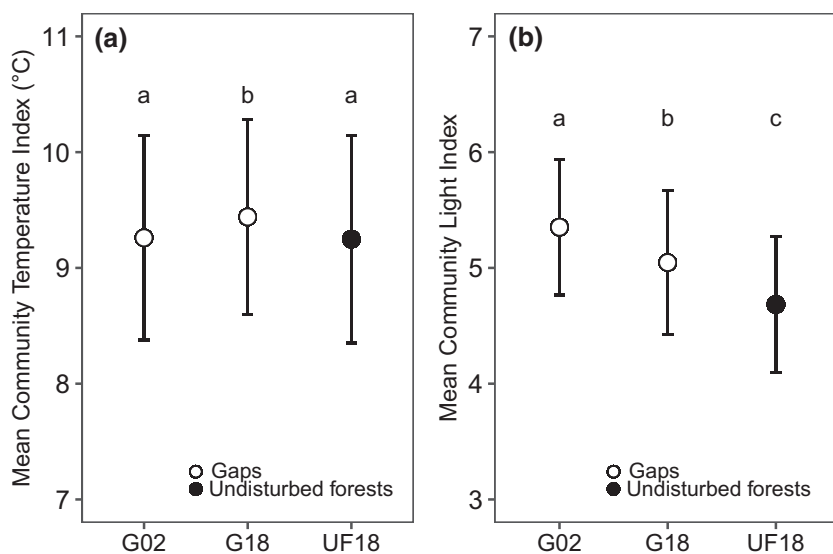 (a)
Mean Community Temperature Index (°C)
11
10
9
8
7
a b a
Gaps
Undisturbed forests
G02 G18 UF18
(b)
Mean Community Light Index
7
6
5
4
3
a b c
Gaps
Undisturbed forests
G02 G18 UF18